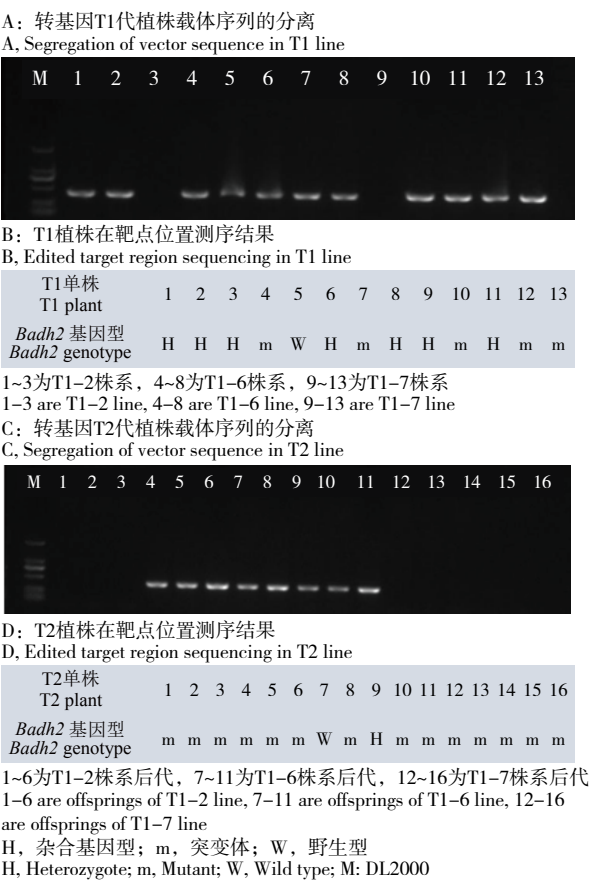 A：转基因T1代植株载体序列的分离
A, Segregation of vector sequence in T1 line
M 1 2 3 4 5 6 7 8 9 10 11 12 13
B：T1植株在靶点位置测序结果
B, Edited target region sequencing in T1 line
T1单株
T1 plant
1 2 3 4 5 6 7 8 9 10 11 12 13
Badh2 基因型
Badh2 genotype
H H H m W H m H H m H m m
1~3为T1-2株系，4~8为T1-6株系，9~13为T1-7株系
1-3 are T1-2 line, 4-8 are T1-6 line, 9-13 are T1-7 line
C：转基因T2代植株载体序列的分离
C, Segregation of vector sequence in T2 line
M 1 2 3 4 5 6 7 8 9 10 11 12 13 14 15 16
D：T2植株在靶点位置测序结果
D, Edited target region sequencing in T2 line
T2单株
T2 plant
1 2 3 4 5 6 7 8 9 10 11 12 13 14 15 16
Badh2 基因型
Badh2 genotype
m m m m m m W m H m m m m m m m
1~6为T1-2株系后代，7~11为T1-6株系后代，12~16为T1-7株系后代
1-6 are offsprings of T1-2 line, 7-11 are offsprings of T1-6 line, 12-16
are offsprings of T1-7 line
H，杂合基因型；m，突变体；W，野生型
H, Heterozygote; m, Mutant; W, Wild type; M: DL2000